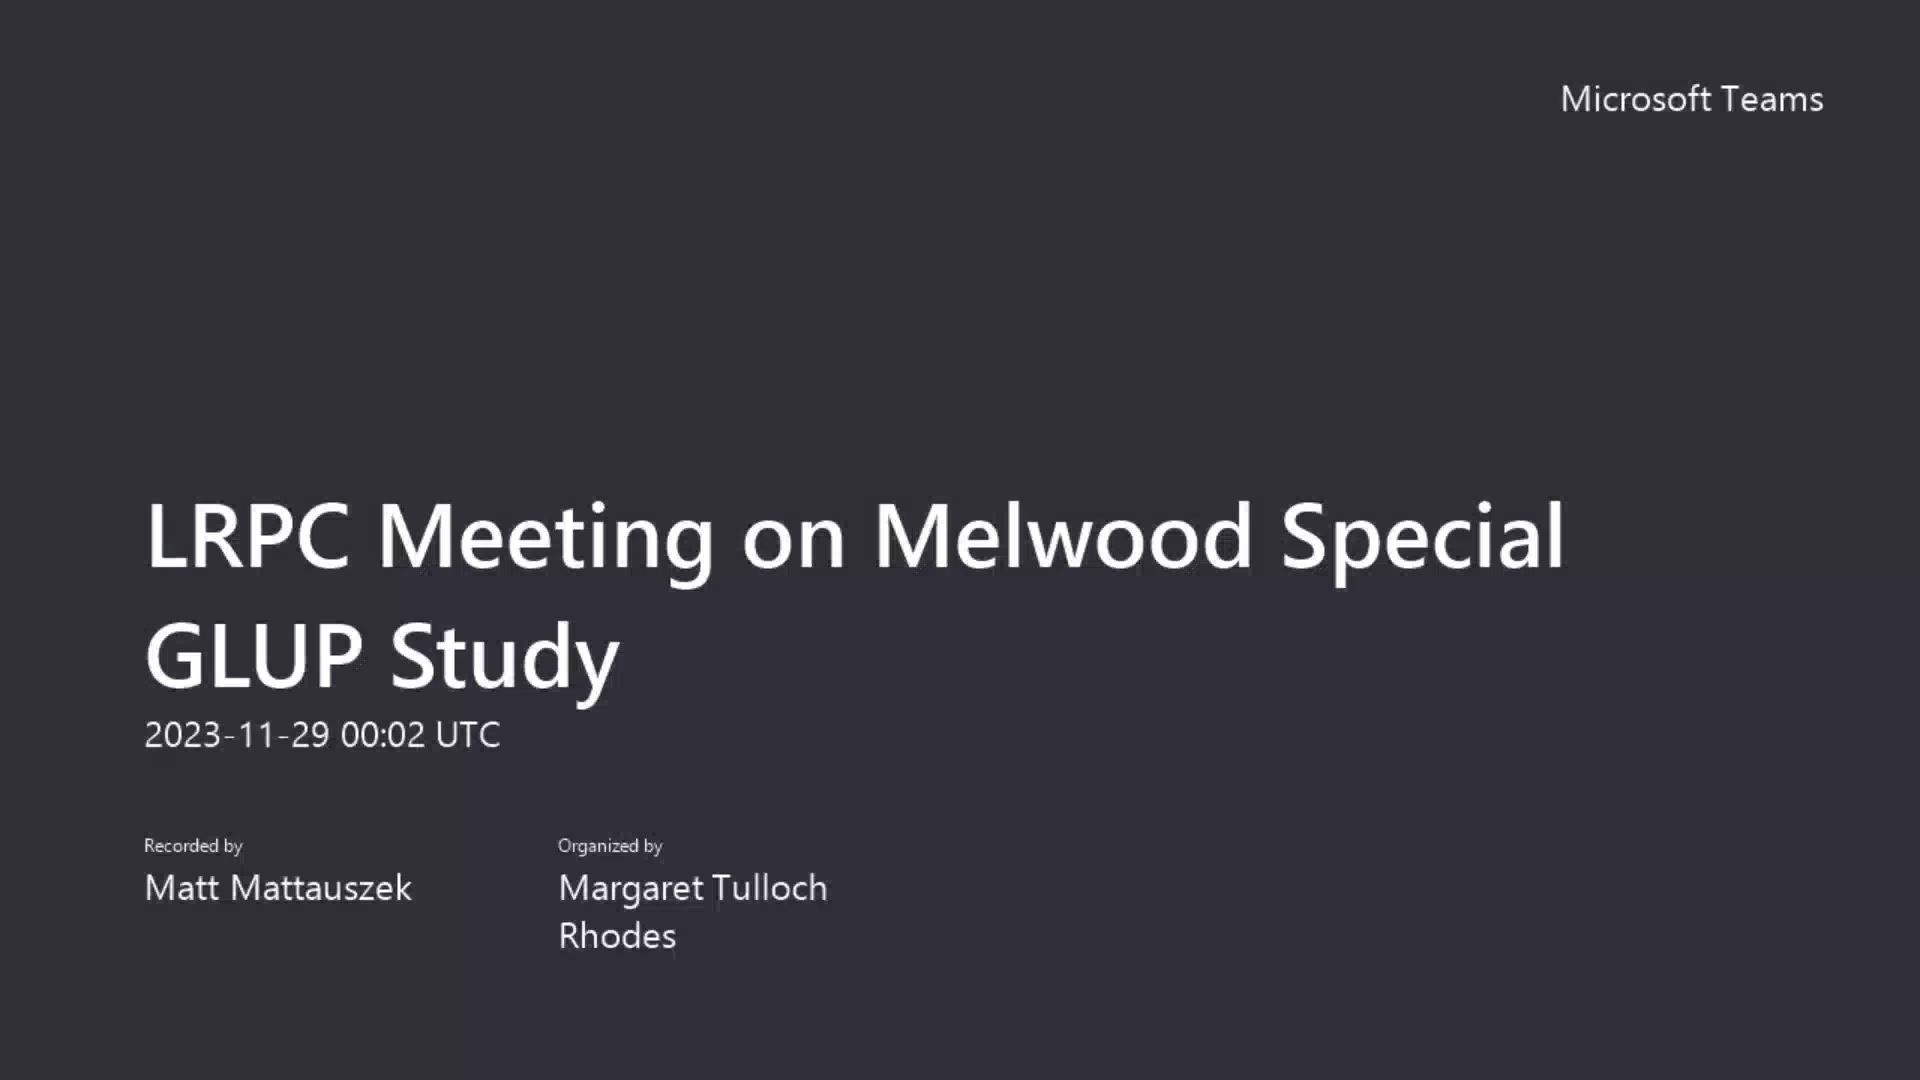 Microsoft Teams
LRPC Meeting on Melwood Special
GLUP Study
2023-11-29 00:02 UTC
Recorded by
Matt Mattauszek
Organized by
Margaret Tulloch
Rhodes